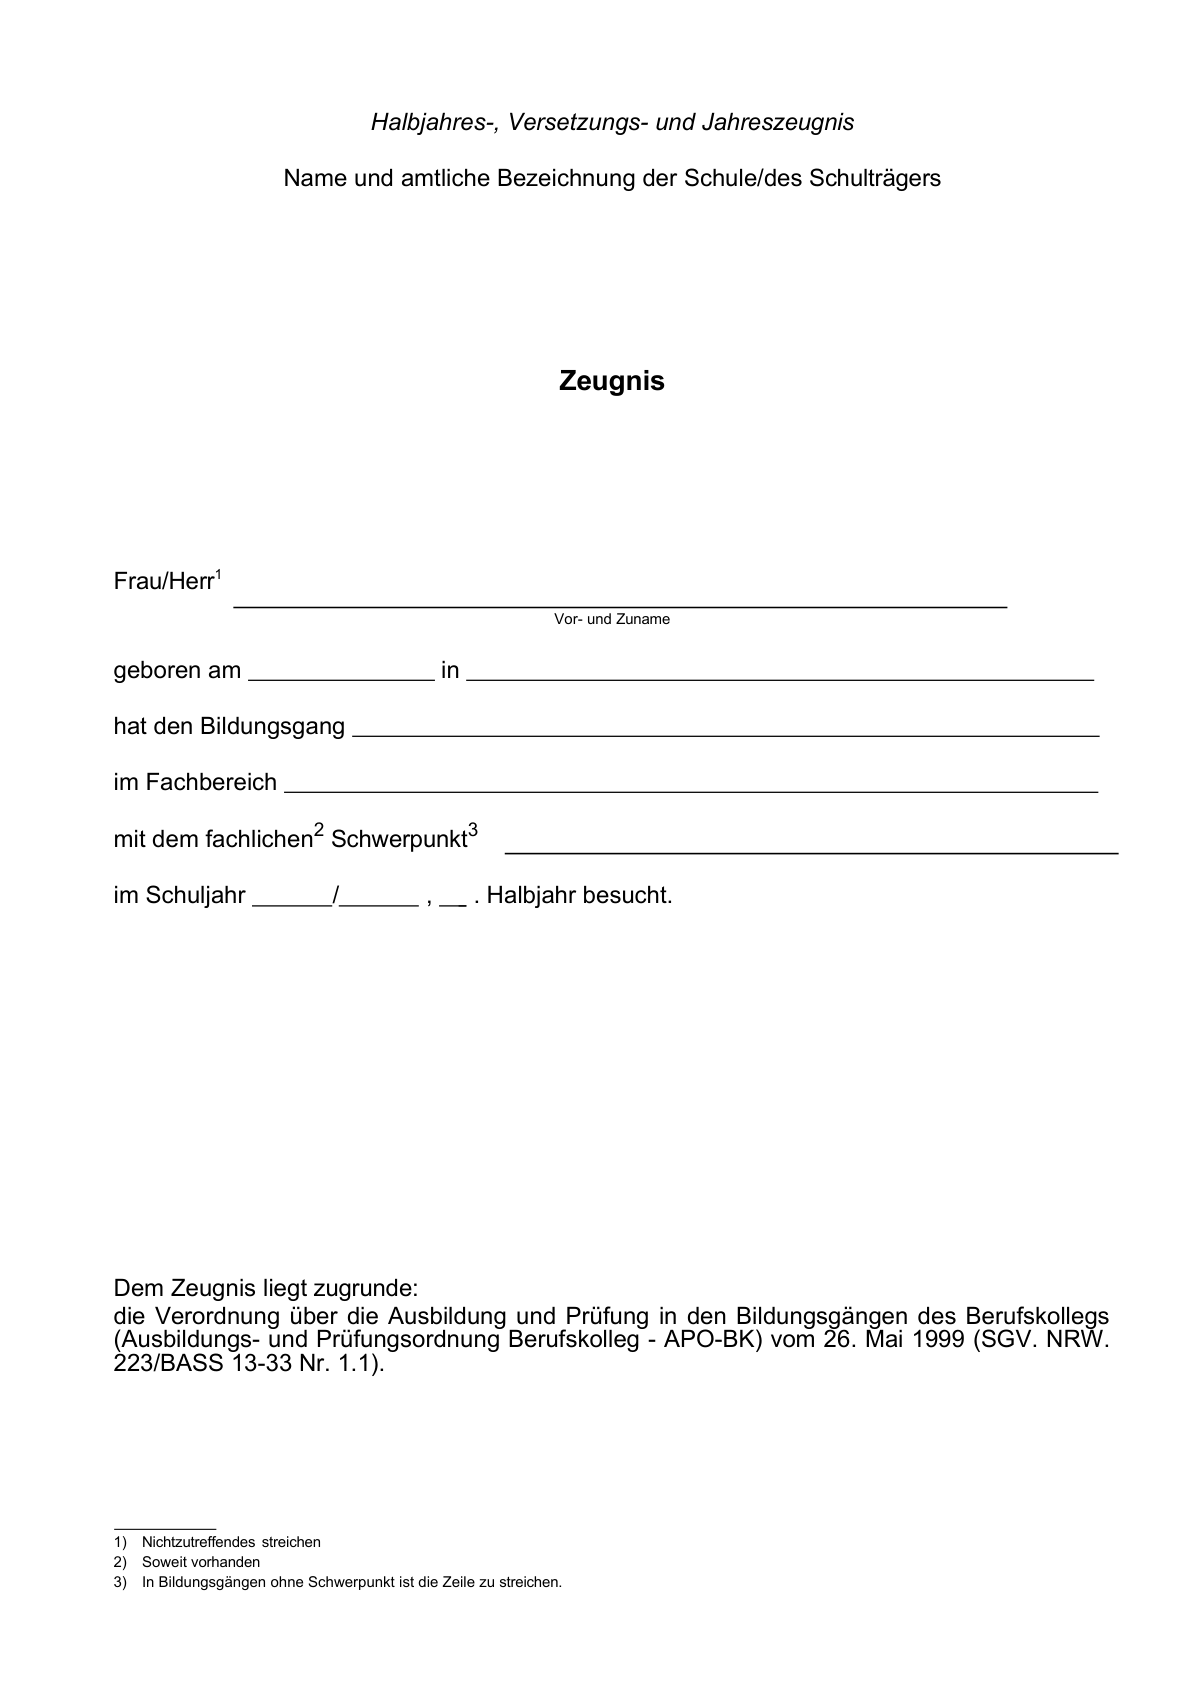 Halbjahres-, Versetzungs- und Jahreszeugnis
Name und amtliche Bezeichnung der Schule/des Schulträgers
Zeugnis
Frau/Herr1
Vor- und Zuname
geboren am ______________ in _______________________________________________
hat den Bildungsgang ________________________________________________________
im Fachbereich _____________________________________________________________
mit dem fachlichen2 Schwerpunkt3
im Schuljahr ______/______ , __ . Halbjahr besucht.
Dem Zeugnis liegt zugrunde:
die Verordnung über die Ausbildung und Prüfung in den Bildungsgängen des Berufskollegs
(Ausbildungs- und Prüfungsordnung Berufskolleg - APO-BK) vom 26. Mai 1999 (SGV. NRW.
223/BASS 13-33 Nr. 1.1).
1) Nichtzutreffendes streichen
2) Soweit vorhanden
3) In Bildungsgängen ohne Schwerpunkt ist die Zeile zu streichen.